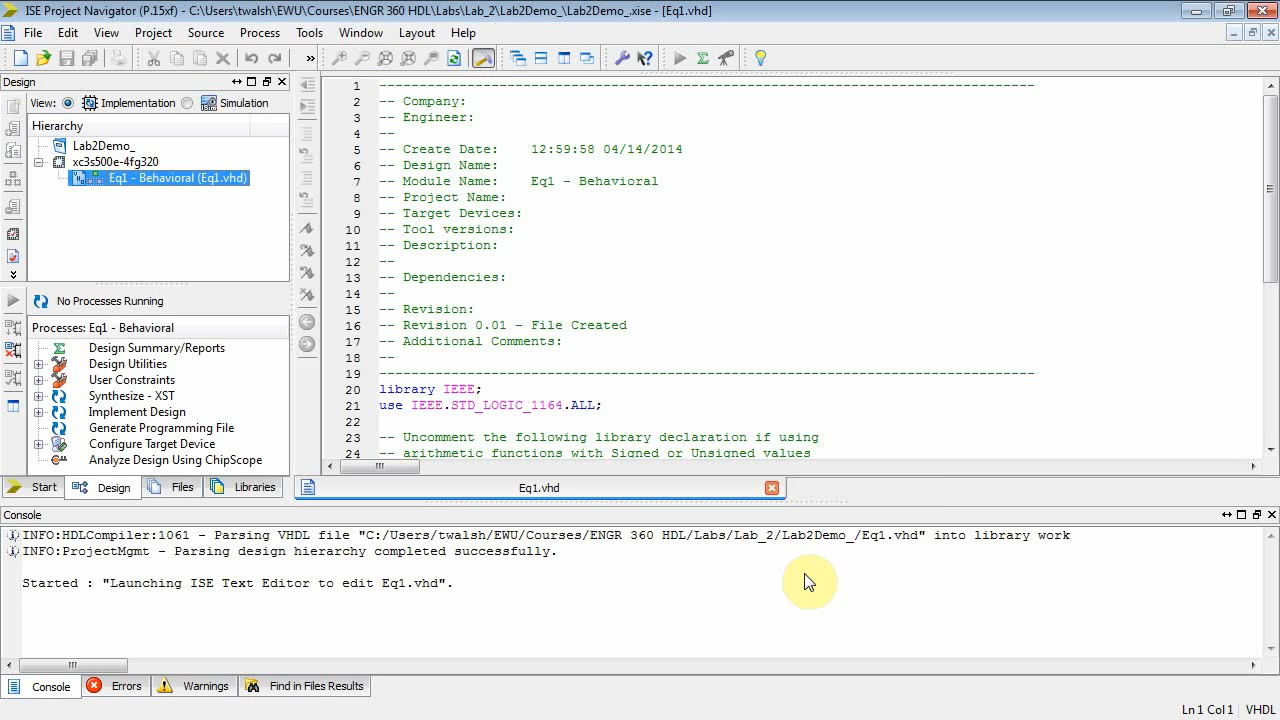 ISE Project Navigator (P.15xf) - C:\Users\twalsh\EWU\Courses\ENGR 360 HDL\Labs\Lab_2\Lab2Demo_\Lab2Demo_.xise - [Eq1.vhd]
File Edit View Project Source Process Tools Window Layout Help
»
Design
View: Implementation Simulation
Hierarchy
Lab2Demo_
xc3s500e-4fg320
Eq1 - Behavioral (Eq1.vhd)
No Processes Running
Processes: Eq1 - Behavioral
Design Summary/Reports
Design Utilities
User Constraints
Synthesize - XST
Implement Design
Generate Programming File
Configure Target Device
Analyze Design Using ChipScope
Start Design Files Libraries
1 ----------------------------------------------------------------------------------
2 -- Company:
3 -- Engineer:
4 --
5 -- Create Date:    12:59:58 04/14/2014
6 -- Design Name:
7 -- Module Name:    Eq1 - Behavioral
8 -- Project Name:
9 -- Target Devices:
10 -- Tool versions:
11 -- Description:
12 --
13 -- Dependencies:
14 --
15 -- Revision:
16 -- Revision 0.01 - File Created
17 -- Additional Comments:
18 --
19 ----------------------------------------------------------------------------------
20 library IEEE;
21 use IEEE.STD_LOGIC_1164.ALL;
22
23 -- Uncomment the following library declaration if using
24 -- arithmetic functions with Signed or Unsigned values
Eq1.vhd
Console
INFO:HDLCompiler:1061 - Parsing VHDL file "C:/Users/twalsh/EWU/Courses/ENGR 360 HDL/Labs/Lab_2/Lab2Demo_/Eq1.vhd" into library work
INFO:ProjectMgmt - Parsing design hierarchy completed successfully.
Started : "Launching ISE Text Editor to edit Eq1.vhd".
Console Errors Warnings Find in Files Results
Ln 1 Col 1 VHDL